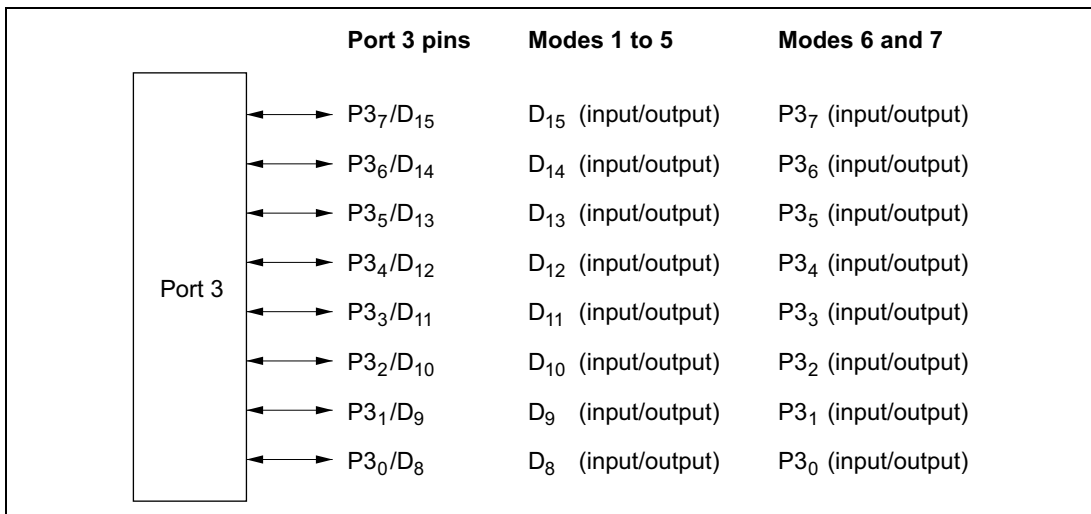 Port 3 pins Modes 1 to 5 Modes 6 and 7
P3₇/D₁₅ D₁₅ (input/output) P3₇ (input/output)
P3₆/D₁₄ D₁₄ (input/output) P3₆ (input/output)
P3₅/D₁₃ D₁₃ (input/output) P3₅ (input/output)
P3₄/D₁₂ D₁₂ (input/output) P3₄ (input/output)
Port 3
P3₃/D₁₁ D₁₁ (input/output) P3₃ (input/output)
P3₂/D₁₀ D₁₀ (input/output) P3₂ (input/output)
P3₁/D₉ D₉ (input/output) P3₁ (input/output)
P3₀/D₈ D₈ (input/output) P3₀ (input/output)